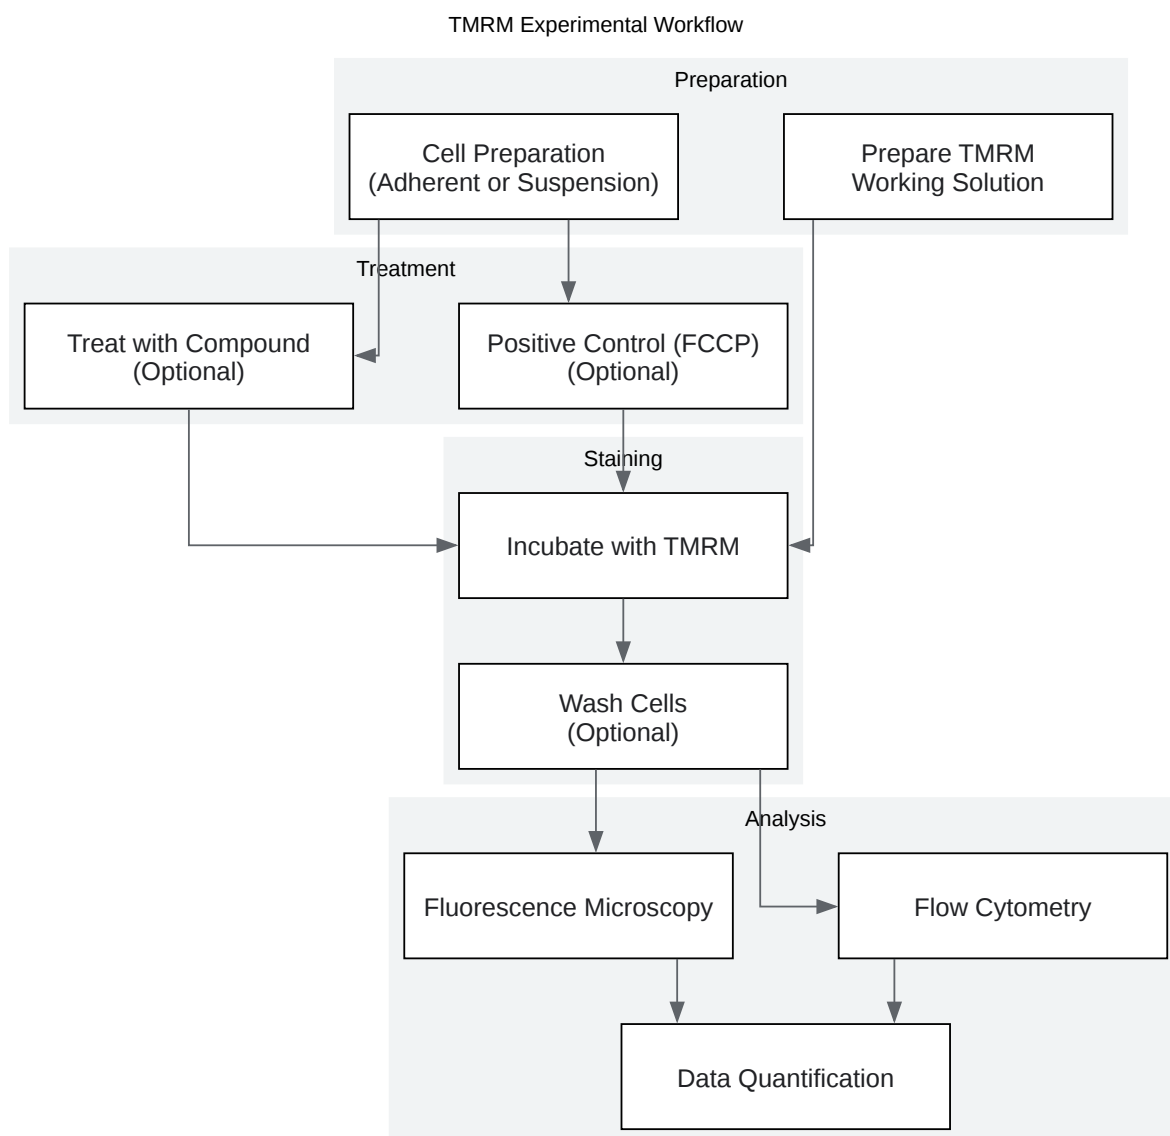 TMRM Experimental Workflow
Preparation
Cell Preparation
(Adherent or Suspension)
Prepare TMRM
Working Solution
Treatment
Treat with Compound
(Optional)
Positive Control (FCCP)
(Optional)
Staining
Incubate with TMRM
Wash Cells
(Optional)
Analysis
Fluorescence Microscopy
Flow Cytometry
Data Quantification